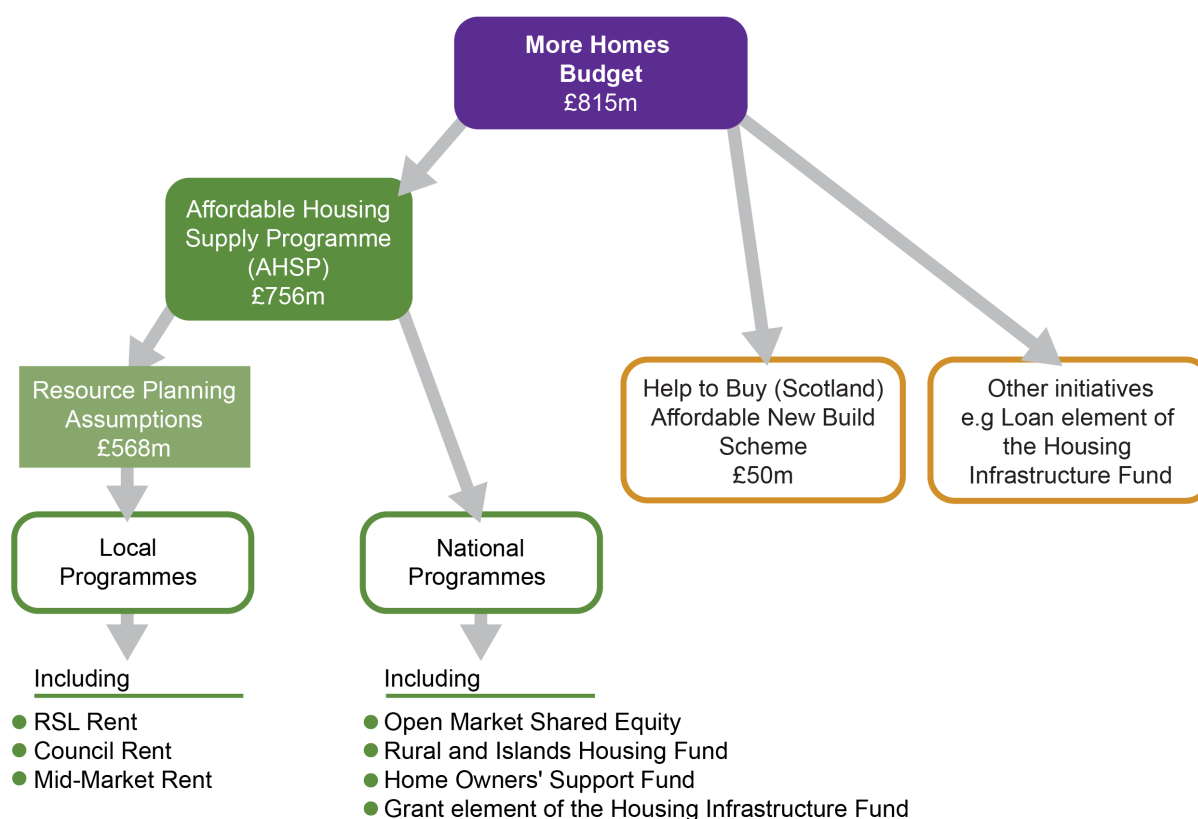 More Homes
Budget
£815m
Affordable Housing
Supply Programme
(AHSP)
£756m
Resource Planning
Assumptions
£568m
Help to Buy (Scotland)
Affordable New Build
Scheme
£50m
Other initiatives
e.g Loan element of
the Housing
Infrastructure Fund
Local
Programmes
National
Programmes
Including
RSL Rent
Council Rent
Mid-Market Rent
Including
Open Market Shared Equity
Rural and Islands Housing Fund
Home Owners' Support Fund
Grant element of the Housing Infrastructure Fund